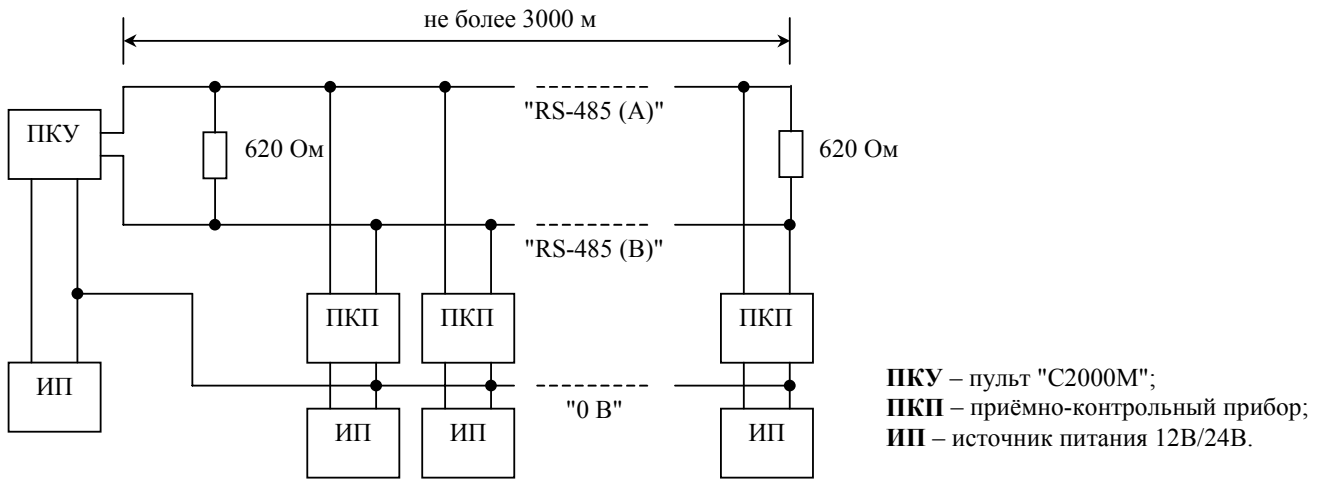 не более 3000 м
"RS-485 (А)"
ПКУ
620 Ом
620 Ом
"RS-485 (В)"
ПКП
ПКП
ПКП
ИП
"0 В"
ИП
ИП
ИП
ПКУ – пульт "С2000М";
ПКП – приёмно-контрольный прибор;
ИП – источник питания 12В/24В.